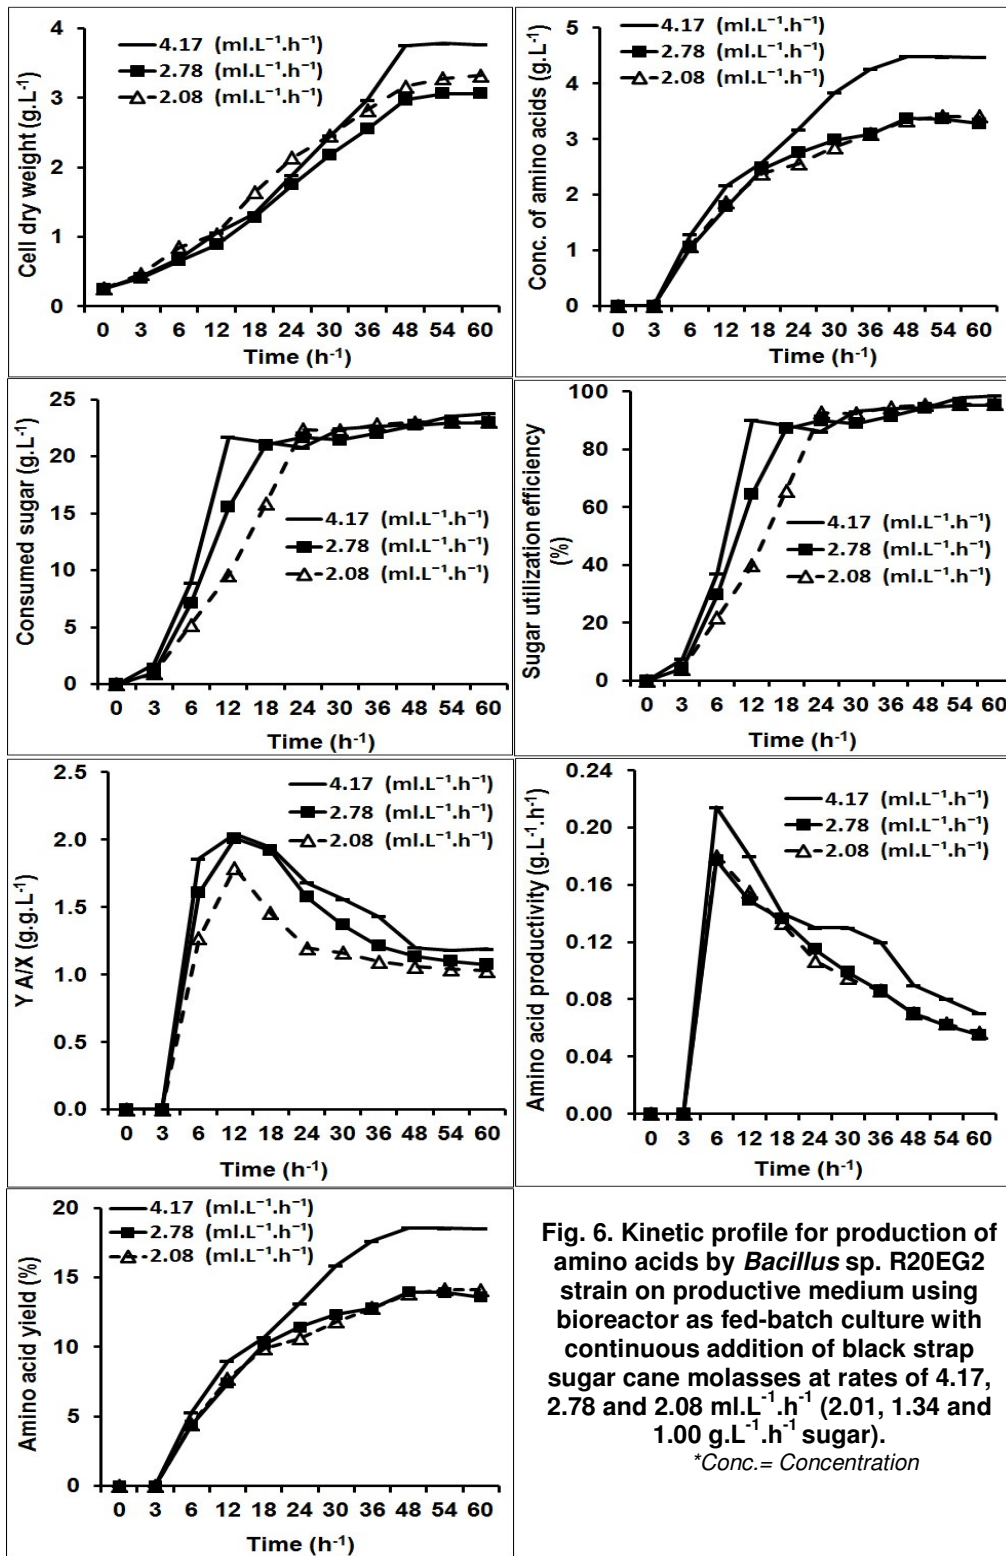 Cell dry weight (g.L-1)
4
3
2
1
0
4.17 (ml.L⁻¹.h⁻¹)
2.78 (ml.L⁻¹.h⁻¹)
2.08 (ml.L⁻¹.h⁻¹)
0 3 6 12 18 24 30 36 48 54 60
Time (h-1)
Conc. of amino acids (g.L-1)
5
4
3
2
1
0
4.17 (ml.L⁻¹.h⁻¹)
2.78 (ml.L⁻¹.h⁻¹)
2.08 (ml.L⁻¹.h⁻¹)
0 3 6 12 18 24 30 36 48 54 60
Time (h-1)
Consumed sugar (g.L-1)
25
20
15
10
5
0
4.17 (ml.L⁻¹.h⁻¹)
2.78 (ml.L⁻¹.h⁻¹)
2.08 (ml.L⁻¹.h⁻¹)
0 3 6 12 18 24 30 36 48 54 60
Time (h-1)
Sugar utilization efficiency
(%)
100
80
60
40
20
0
4.17 (ml.L⁻¹.h⁻¹)
2.78 (ml.L⁻¹.h⁻¹)
2.08 (ml.L⁻¹.h⁻¹)
0 3 6 12 18 24 30 36 48 54 60
Time (h-1)
Y A/X (g.g.L-1)
2.5
2.0
1.5
1.0
0.5
0.0
4.17 (ml.L⁻¹.h⁻¹)
2.78 (ml.L⁻¹.h⁻¹)
2.08 (ml.L⁻¹.h⁻¹)
0 3 6 12 18 24 30 36 48 54 60
Time (h-1)
Amino acid productivity (g.L-1.h-1)
0.24
0.20
0.16
0.12
0.08
0.04
0.00
4.17 (ml.L⁻¹.h⁻¹)
2.78 (ml.L⁻¹.h⁻¹)
2.08 (ml.L⁻¹.h⁻¹)
0 3 6 12 18 24 30 36 48 54 60
Time (h-1)
Amino acid yield (%)
20
15
10
5
0
4.17 (ml.L⁻¹.h⁻¹)
2.78 (ml.L⁻¹.h⁻¹)
2.08 (ml.L⁻¹.h⁻¹)
0 3 6 12 18 24 30 36 48 54 60
Time (h-1)
Fig. 6. Kinetic profile for production of
amino acids by Bacillus sp. R20EG2
strain on productive medium using
bioreactor as fed-batch culture with
continuous addition of black strap
sugar cane molasses at rates of 4.17,
2.78 and 2.08 ml.L-1.h-1 (2.01, 1.34 and
1.00 g.L-1.h-1 sugar).
*Conc.= Concentration